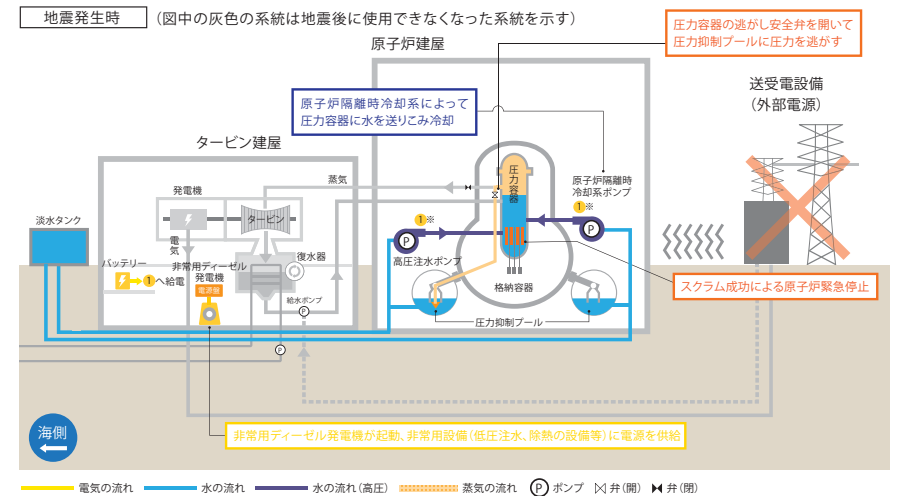 地震発生時
(図中の灰色の系統は地震後に使用できなくなった系統を示す)
圧力容器の逃がし安全弁を開いて
圧力抑制プールに圧力を逃がす
原子炉建屋
送受電設備
(外部電源)
原子炉隔離時冷却系によって
圧力容器に水を送りこみ冷却
タービン建屋
蒸気
圧力容器
原子炉隔離時
冷却系ポンプ
発電機
タービン
淡水タンク
1※
1※
P
P
電気
復水器
高圧注水ポンプ
バッテリー
1へ給電
非常用ディーゼル
発電機
電源盤
給水ポンプ
P
格納容器
スクラム成功による原子炉緊急停止
圧力抑制プール
P
海側
非常用ディーゼル発電機が起動、非常用設備(低圧注水、除熱の設備等)に電源を供給
電気の流れ
水の流れ
水の流れ(高圧)
蒸気の流れ
P ポンプ
弁(開)
弁(閉)